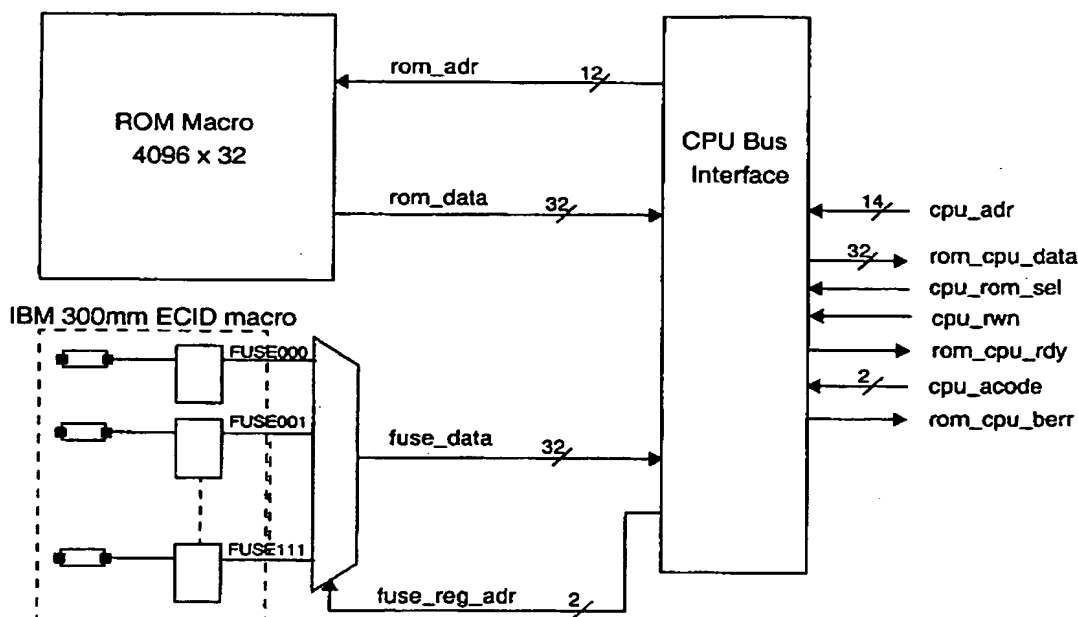 ROM Macro
4096 x 32
rom_adr
12
rom_data
32
CPU Bus
Interface
14
cpu_adr
32
rom_cpu_data
cpu_rom_sel
cpu_rwn
rom_cpu_rdy
2
cpu_acode
rom_cpu_berr
IBM 300mm ECID macro
FUSE000
FUSE001
FUSE111
fuse_data
32
fuse_reg_adr
2